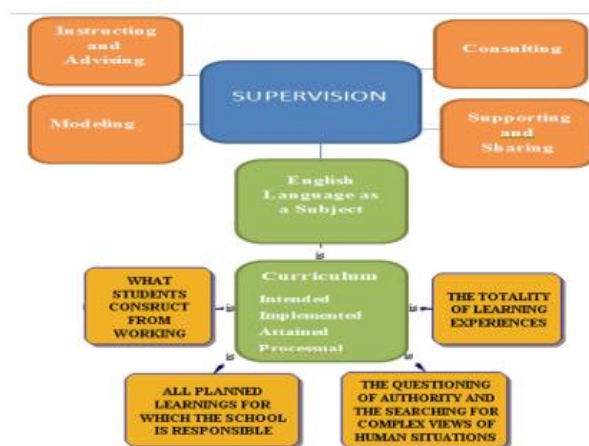 Instructing
and
Advising
Consulting
SUPERVISION
Modeling
Supporting
and
Sharing
English
Language as
a Subject
is
Curriculum
Intended
Implemented
Attained
Processual
WHAT
STUDENTS
CONSRUCT
FROM
WORKING
is
is
THE TOTALITY
OF LEARNING
EXPERIENCES
is
is
ALL PLANNED
LEARNINGS FOR
WHICH THE SCHOOL
IS RESPONSIBLE
THE QUESTIONING
OF AUTHORITY AND
THE SEARCHING FOR
COMPLEX VIEWS OF
HUMAN SITUATIONS